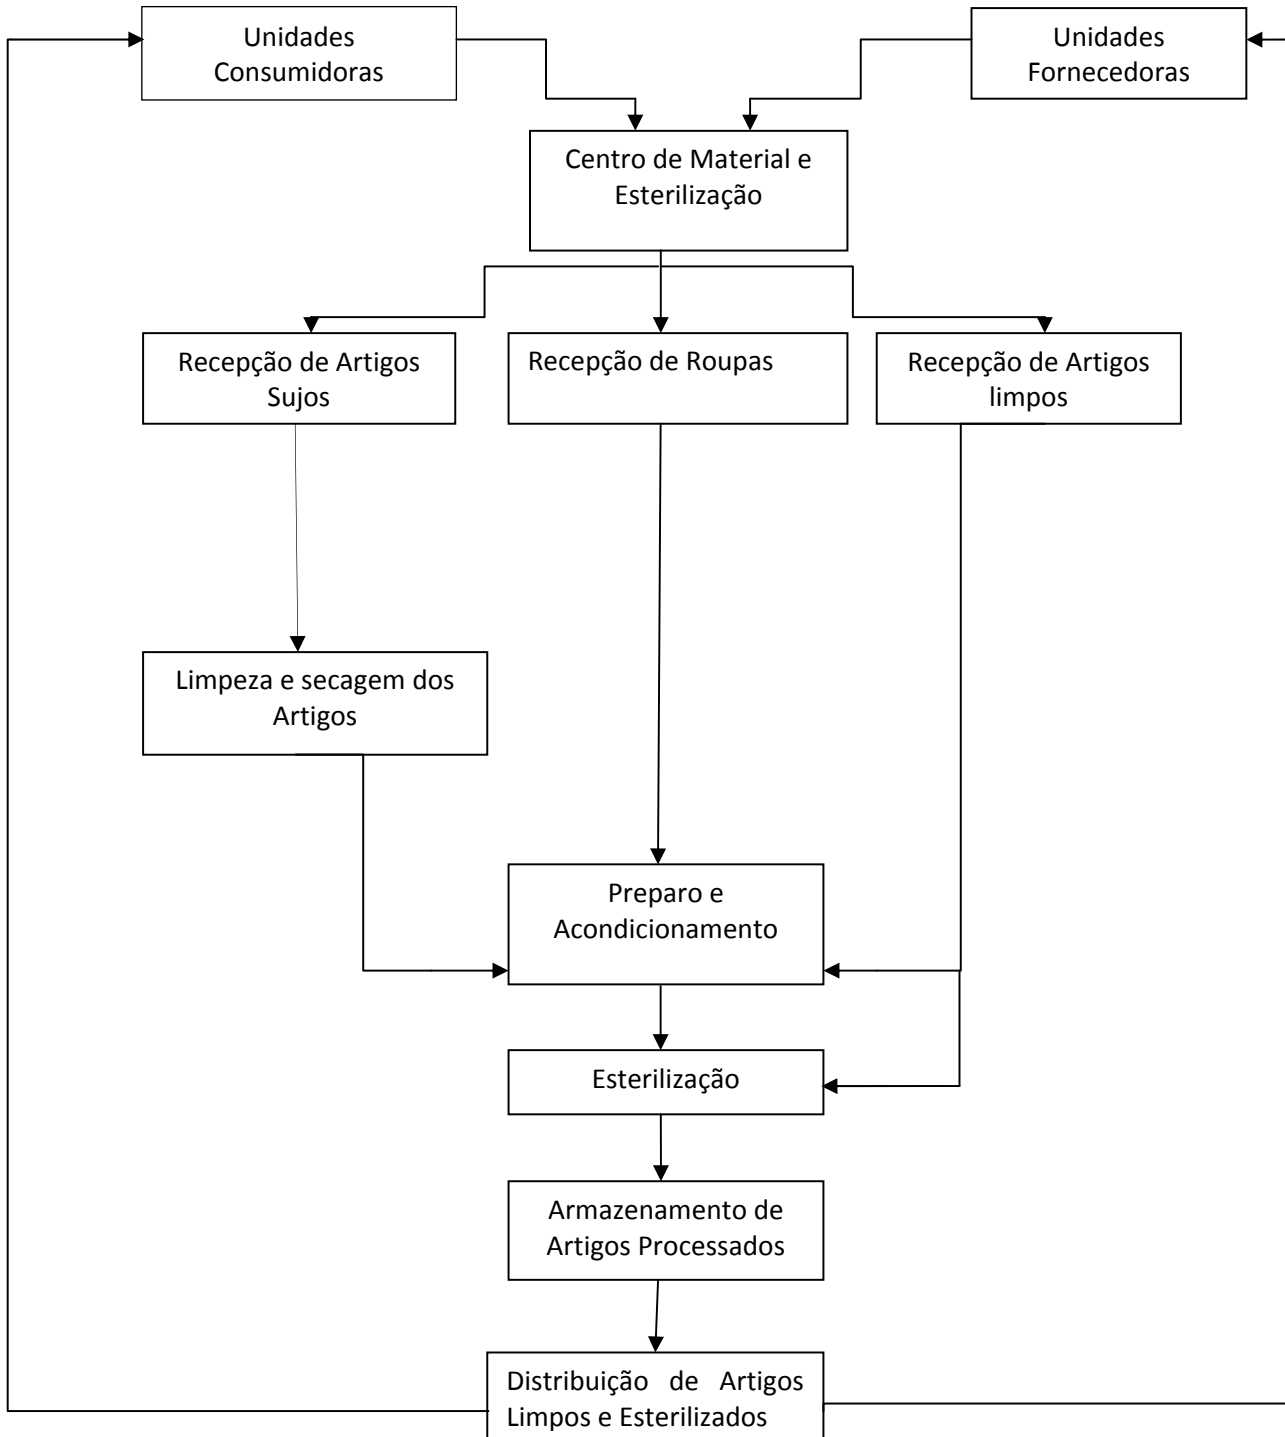 Unidades
Consumidoras
Unidades
Fornecedoras
Centro de Material e
Esterilização
Recepção de Artigos
Sujos
Recepção de Roupas
Recepção de Artigos
limpos
Limpeza e secagem dos
Artigos
Preparo e
Acondicionamento
Esterilização
Armazenamento de
Artigos Processados
Distribuição de Artigos
Limpos e Esterilizados